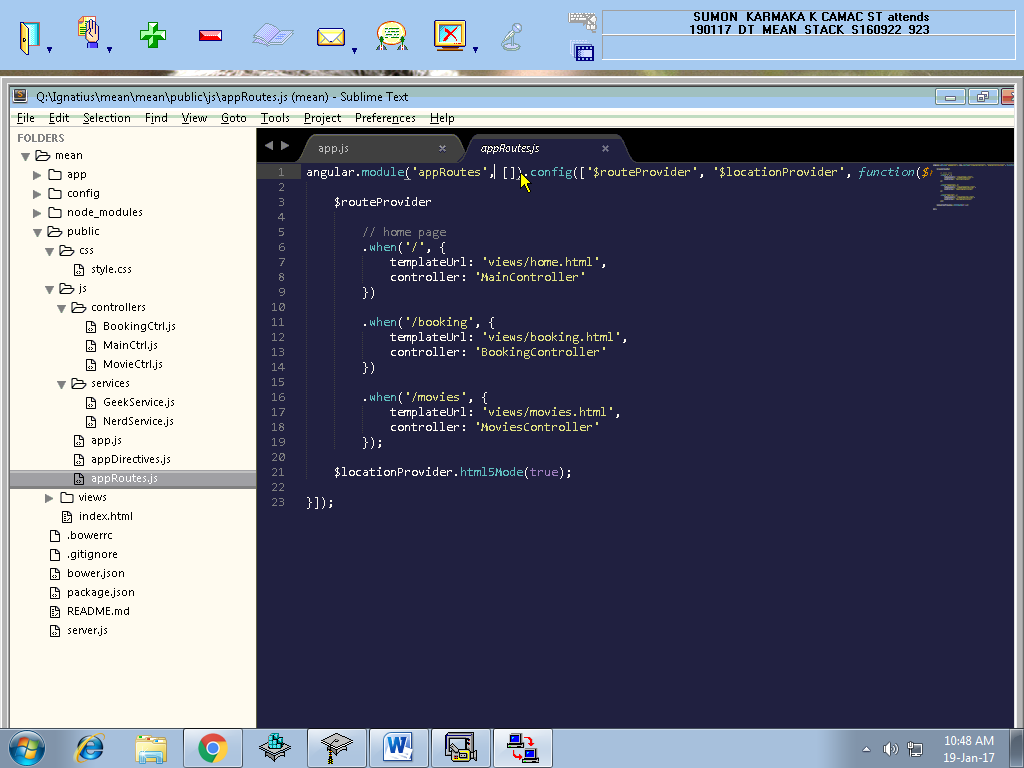 SUMON KARMAKA K CAMAC ST attends
190117 DT MEAN STACK S160922 923
Q:\Ignatius\mean\mean\public\js\appRoutes.js (mean) - Sublime Text
File Edit Selection Find View Goto Tools Project Preferences Help
FOLDERS
mean
app
config
node_modules
public
css
style.css
js
controllers
BookingCtrl.js
MainCtrl.js
MovieCtrl.js
services
GeekService.js
NerdService.js
app.js
appDirectives.js
appRoutes.js
views
index.html
.bowerrc
.gitignore
bower.json
package.json
README.md
server.js
app.js x appRoutes.js x
1 angular.module('appRoutes', []).config(['$routeProvider', '$locationProvider', function($
2
3 $routeProvider
4
5 // home page
6 .when('/', {
7 templateUrl: 'views/home.html',
8 controller: 'MainController'
9 })
10
11 .when('/booking', {
12 templateUrl: 'views/booking.html',
13 controller: 'BookingController'
14 })
15
16 .when('/movies', {
17 templateUrl: 'views/movies.html',
18 controller: 'MoviesController'
19 });
20
21 $locationProvider.html5Mode(true);
22
23 }]);
10:48 AM
19-Jan-17